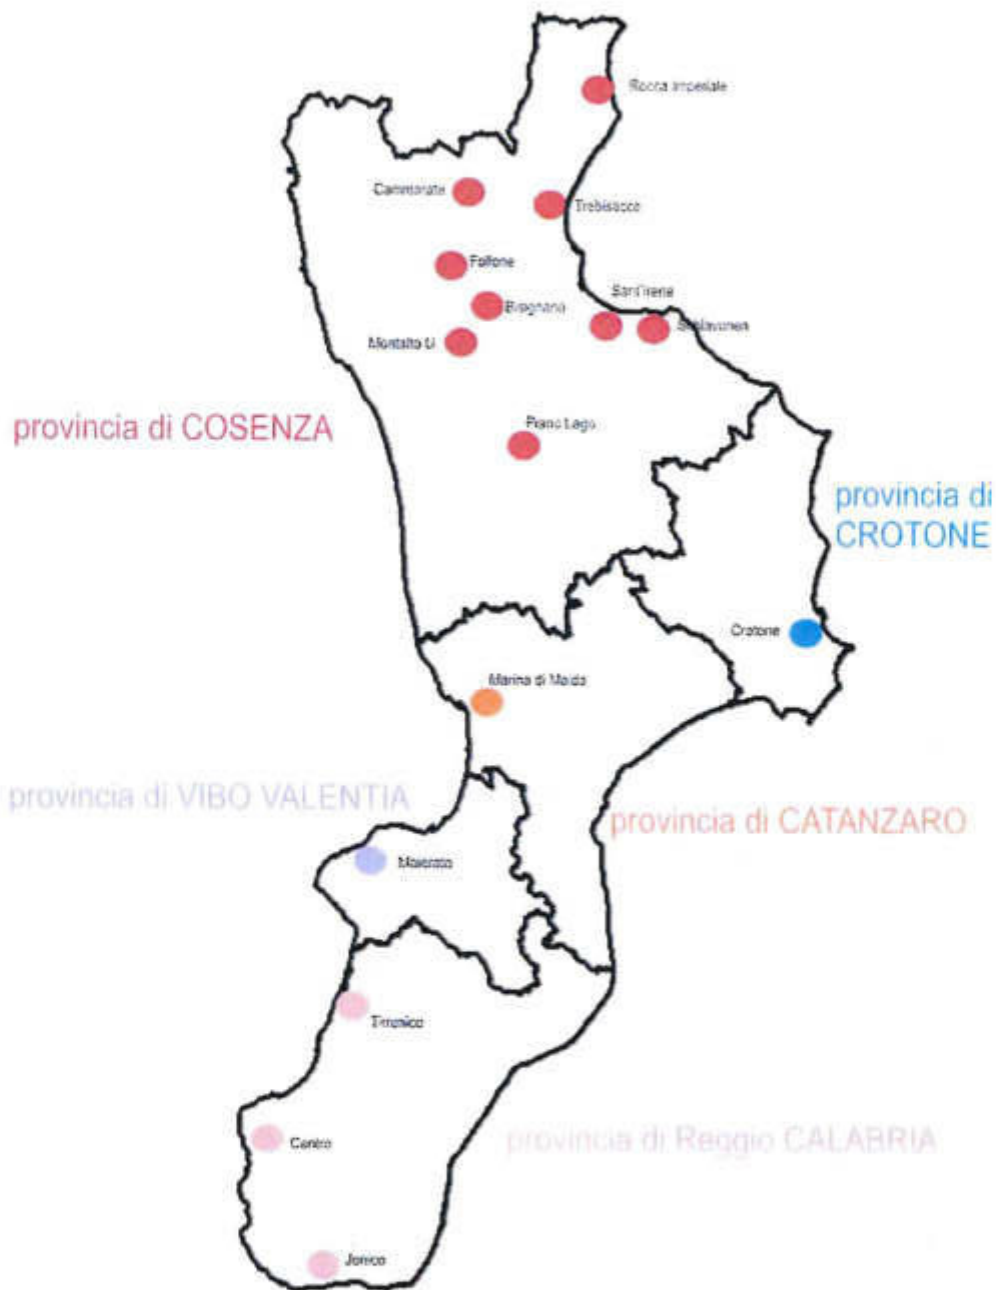 Rocca Imperiale
Cammarata
Trebisacce
Follone
Sant'Irene
Bisignano
Montalto U
Piano Lago
provincia di COSENZA
provincia di
CROTONE
Crotone
Marina di Maida
provincia di VIBO VALENTIA
provincia di CATANZARO
Maierato
Tirrenico
Centro
provincia di Reggio CALABRIA
Jonico